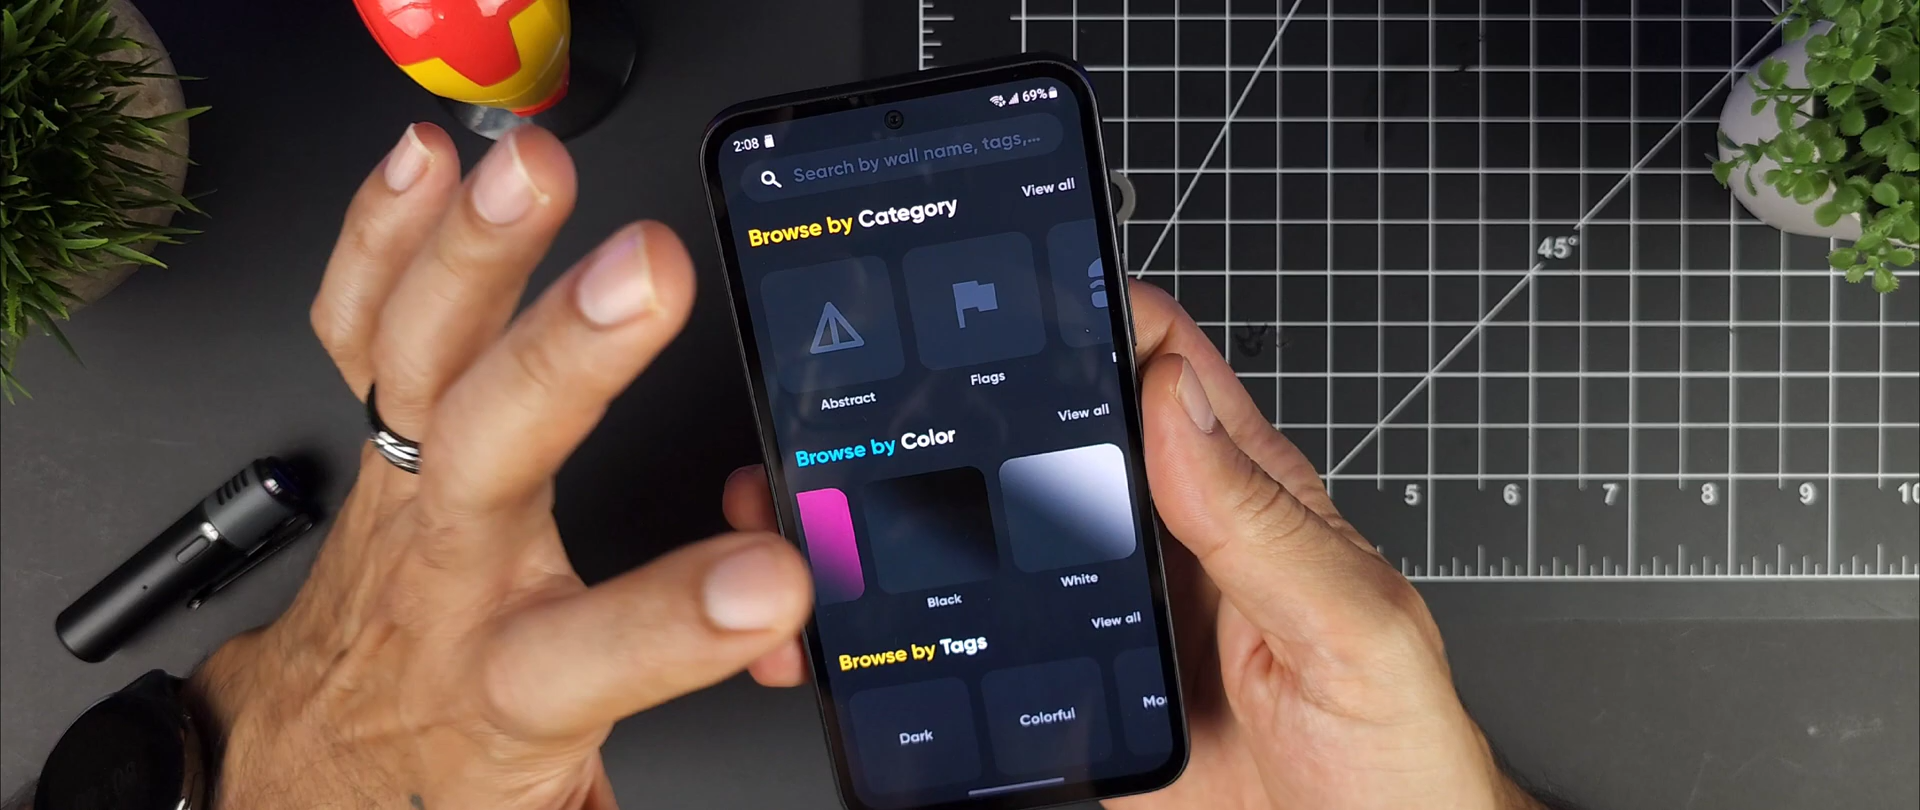 2:08
69%
Search by wall name, tags,...
Browse by Category
View all
Abstract
Flags
Browse by Color
View all
Black
White
Browse by Tags
View all
Dark
Colorful
45°
5 6 7 8 9 10